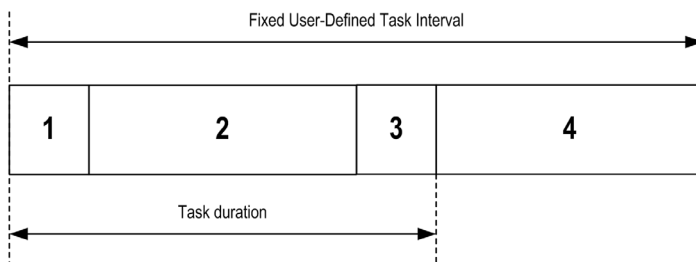 Fixed User-Defined Task Interval
1 2 3 4
Task duration